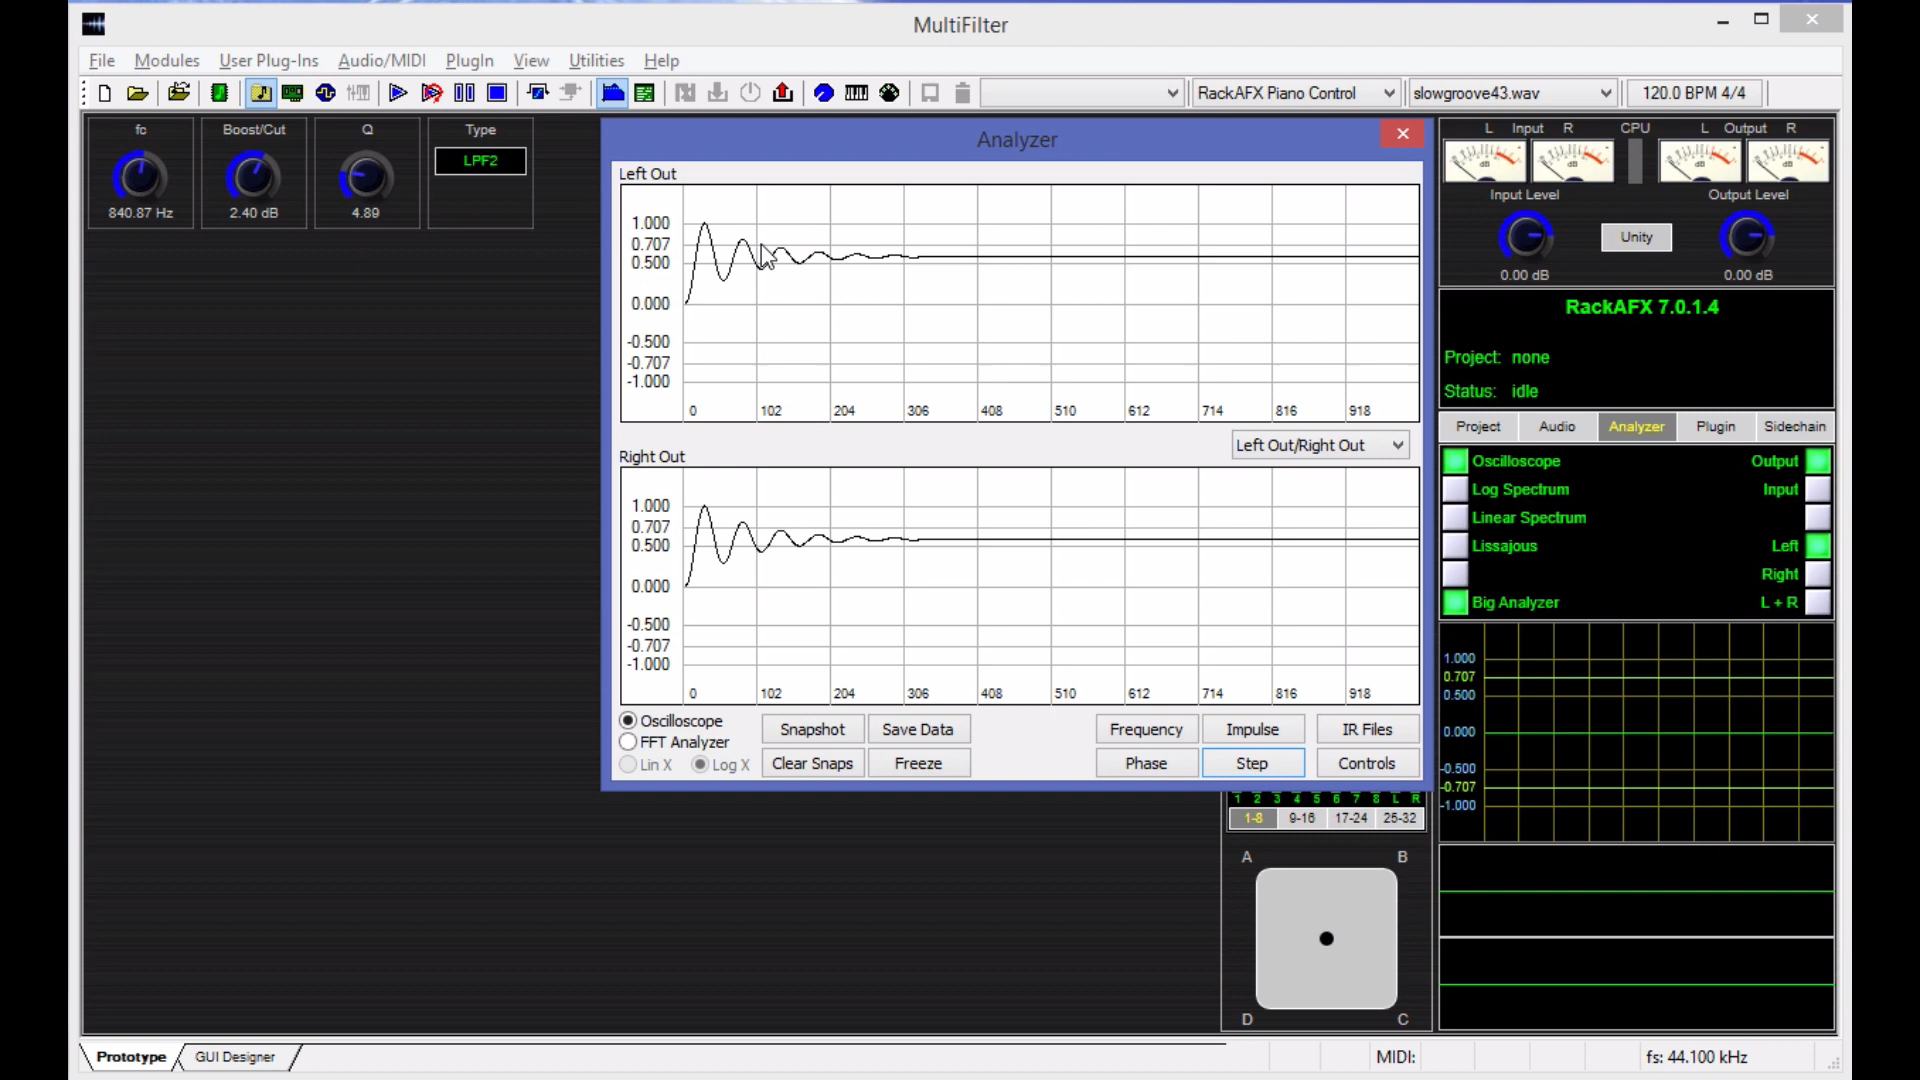 MultiFilter
File Modules User Plug-Ins Audio/MIDI PlugIn View Utilities Help
RackAFX Piano Control slowgroove43.wav 120.0 BPM 4/4
fc Boost/Cut Q Type
LPF2
840.87 Hz 2.40 dB 4.89
Analyzer
Left Out
1.000
0.707
0.500
0.000
-0.500
-0.707
-1.000
0 102 204 306 408 510 612 714 816 918
Left Out/Right Out
Right Out
1.000
0.707
0.500
0.000
-0.500
-0.707
-1.000
0 102 204 306 408 510 612 714 816 918
Oscilloscope
FFT Analyzer
Lin X Log X
Snapshot Save Data Frequency Impulse IR Files
Clear Snaps Freeze Phase Step Controls
L Input R CPU L Output R
dB dB dB dB
Input Level Output Level
Unity
0.00 dB 0.00 dB
RackAFX 7.0.1.4
Project: none
Status: idle
Project Audio Analyzer Plugin Sidechain
Oscilloscope Output
Log Spectrum Input
Linear Spectrum
Lissajous Left
Right
Big Analyzer L + R
1.000
0.707
0.500
0.000
-0.500
-0.707
-1.000
1 2 3 4 5 6 7 8 L R
1-8 9-16 17-24 25-32
A B
D C
Prototype GUI Designer
MIDI: fs: 44.100 kHz